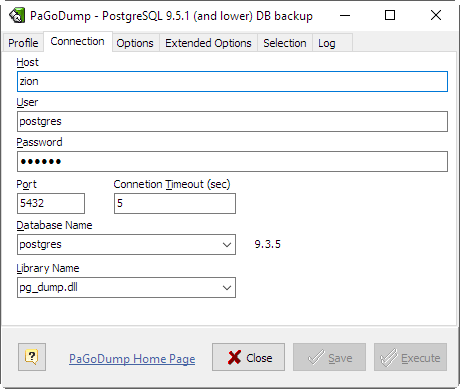 PaGoDump - PostgreSQL 9.5.1 (and lower) DB backup
Profile Connection Options Extended Options Selection Log
Host
zion
User
postgres
Password
●●●●●●
Port Connetion Timeout (sec)
5432 5
Database Name
postgres 9.3.5
Library Name
pg_dump.dll
? PaGoDump Home Page Close Save Execute